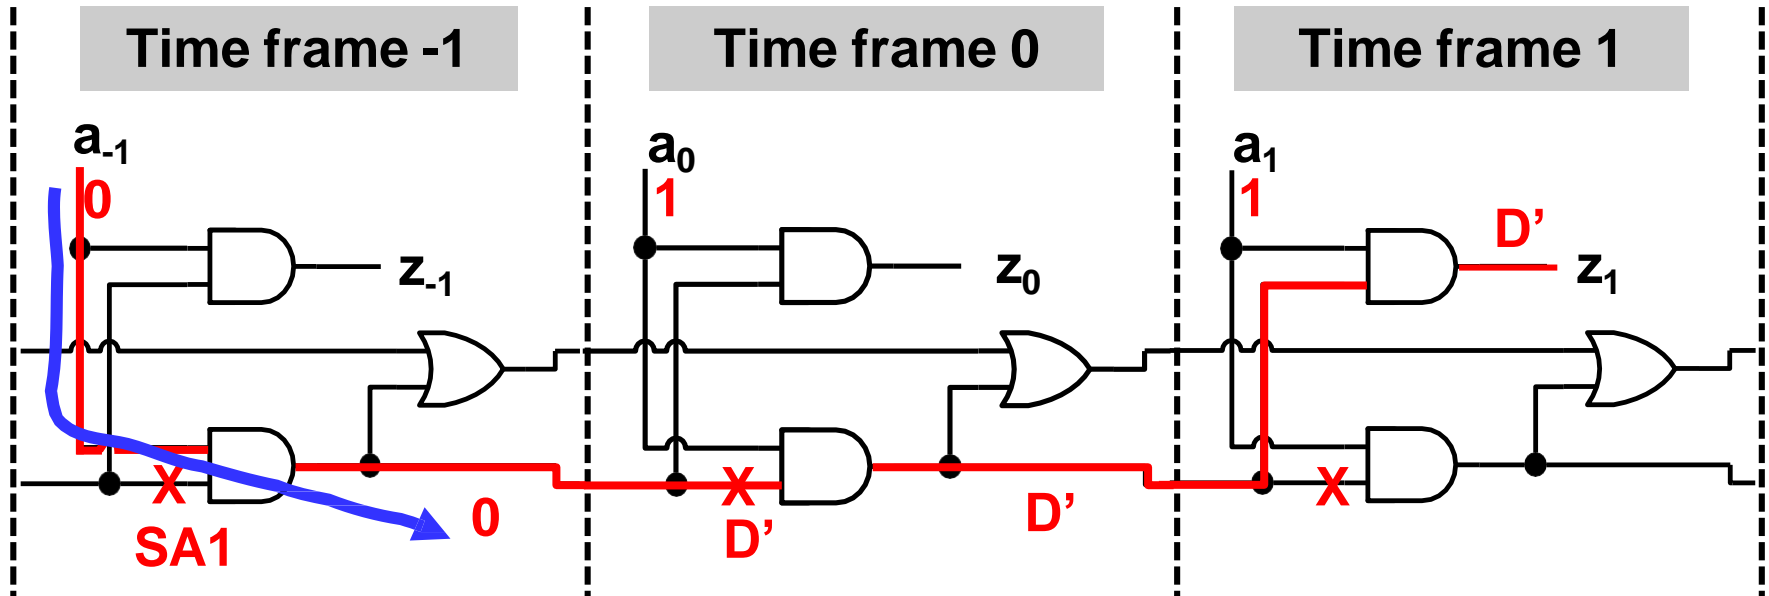 Time frame -1 Time frame 0 Time frame 1
a-1 a0 a1
0 1 1
D’
z-1 z0 z1
X X X
SA1 0 D’ D’